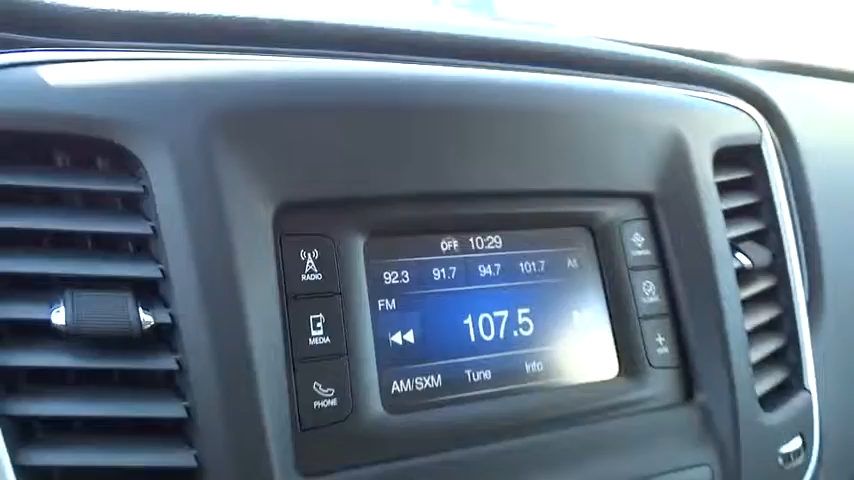 OFF 10:29
92.3 91.7 94.7 101.7 All
FM
107.5
AM/SXM Tune Info
RADIO
MEDIA
PHONE